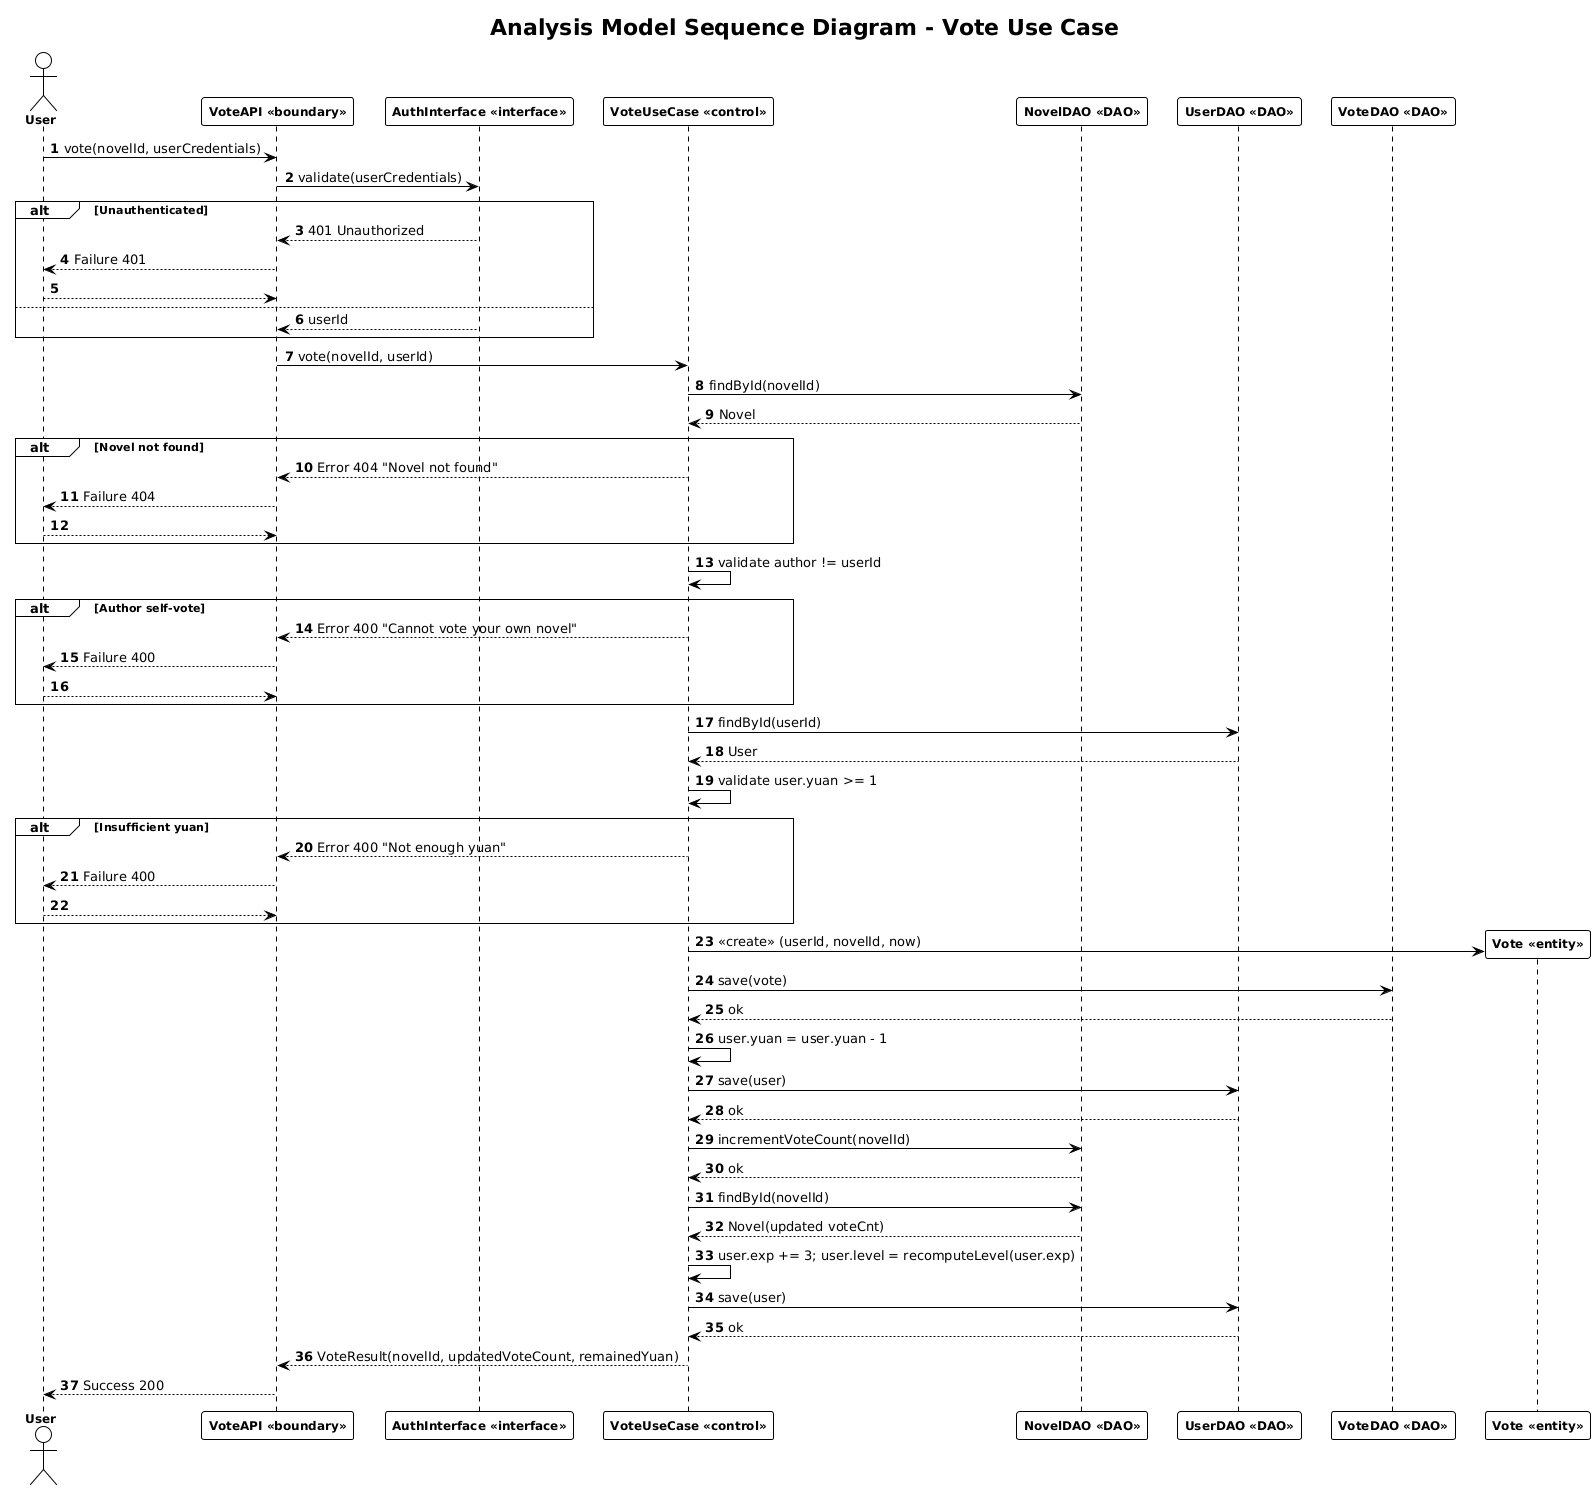 Analysis Model Sequence Diagram - Vote Use Case
User
VoteAPI «boundary»
AuthInterface «interface»
VoteUseCase «control»
NovelDAO «DAO»
UserDAO «DAO»
VoteDAO «DAO»
1 vote(novelId, userCredentials)
2 validate(userCredentials)
alt [Unauthenticated]
3 401 Unauthorized
4 Failure 401
5
6 userId
7 vote(novelId, userId)
8 findById(novelId)
9 Novel
alt [Novel not found]
10 Error 404 "Novel not found"
11 Failure 404
12
13 validate author != userId
alt [Author self-vote]
14 Error 400 "Cannot vote your own novel"
15 Failure 400
16
17 findById(userId)
18 User
19 validate user.yuan >= 1
alt [Insufficient yuan]
20 Error 400 "Not enough yuan"
21 Failure 400
22
23 «create» (userId, novelId, now)
Vote «entity»
24 save(vote)
25 ok
26 user.yuan = user.yuan - 1
27 save(user)
28 ok
29 incrementVoteCount(novelId)
30 ok
31 findById(novelId)
32 Novel(updated voteCnt)
33 user.exp += 3; user.level = recomputeLevel(user.exp)
34 save(user)
35 ok
36 VoteResult(novelId, updatedVoteCount, remainedYuan)
37 Success 200
User
VoteAPI «boundary»
AuthInterface «interface»
VoteUseCase «control»
NovelDAO «DAO»
UserDAO «DAO»
VoteDAO «DAO»
Vote «entity»